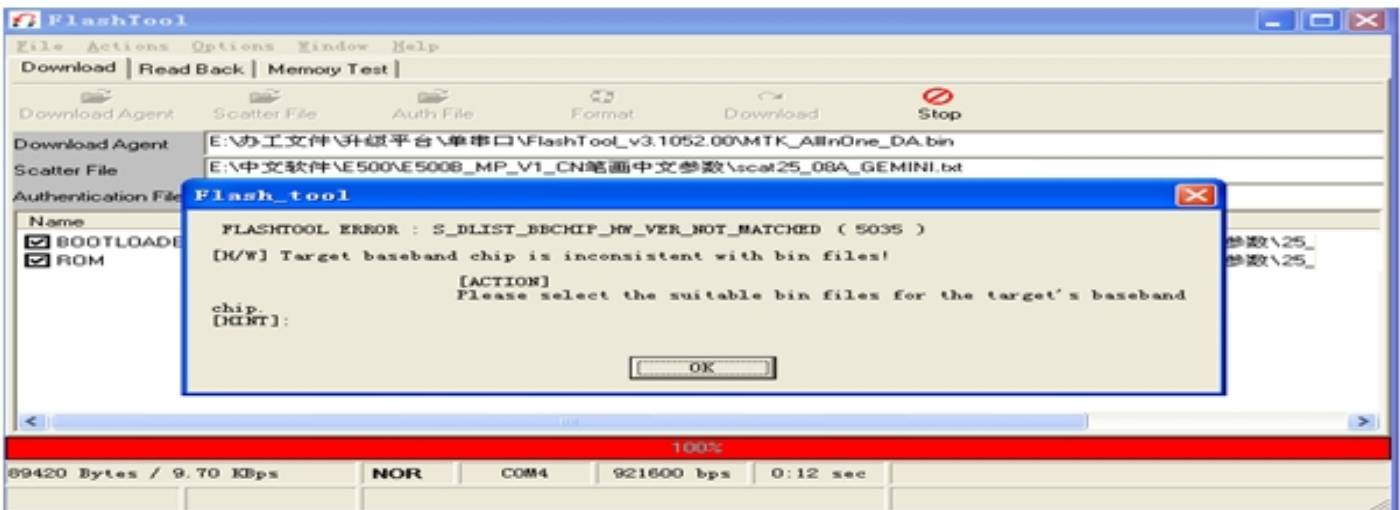 FlashTool
File Actions Options Window Help
Download Read Back Memory Test
Download Agent Scatter File Auth File Format Download Stop
Download Agent E:\办工文件\升级平台\单串口\FlashTool_v3.1052.00\MTK_AllInOne_DA.bin
Scatter File E:\中文软件\E500\E500B_MP_V1_CN笔画中文参数\scat25_08A_GEMINI.txt
Authentication File
Flash_tool
Name
FLASHTOOL ERROR : S_DLIST_BBCHIP_HW_VER_NOT_MATCHED ( 5035 )
BOOTLOADE 参数\25_
[H/W] Target baseband chip is inconsistent with bin files!
ROM 参数\25_
[ACTION]
Please select the suitable bin files for the target's baseband
chip.
[HINT]:
OK
100%
89420 Bytes / 9.70 KBps NOR COM4 921600 bps 0:12 sec